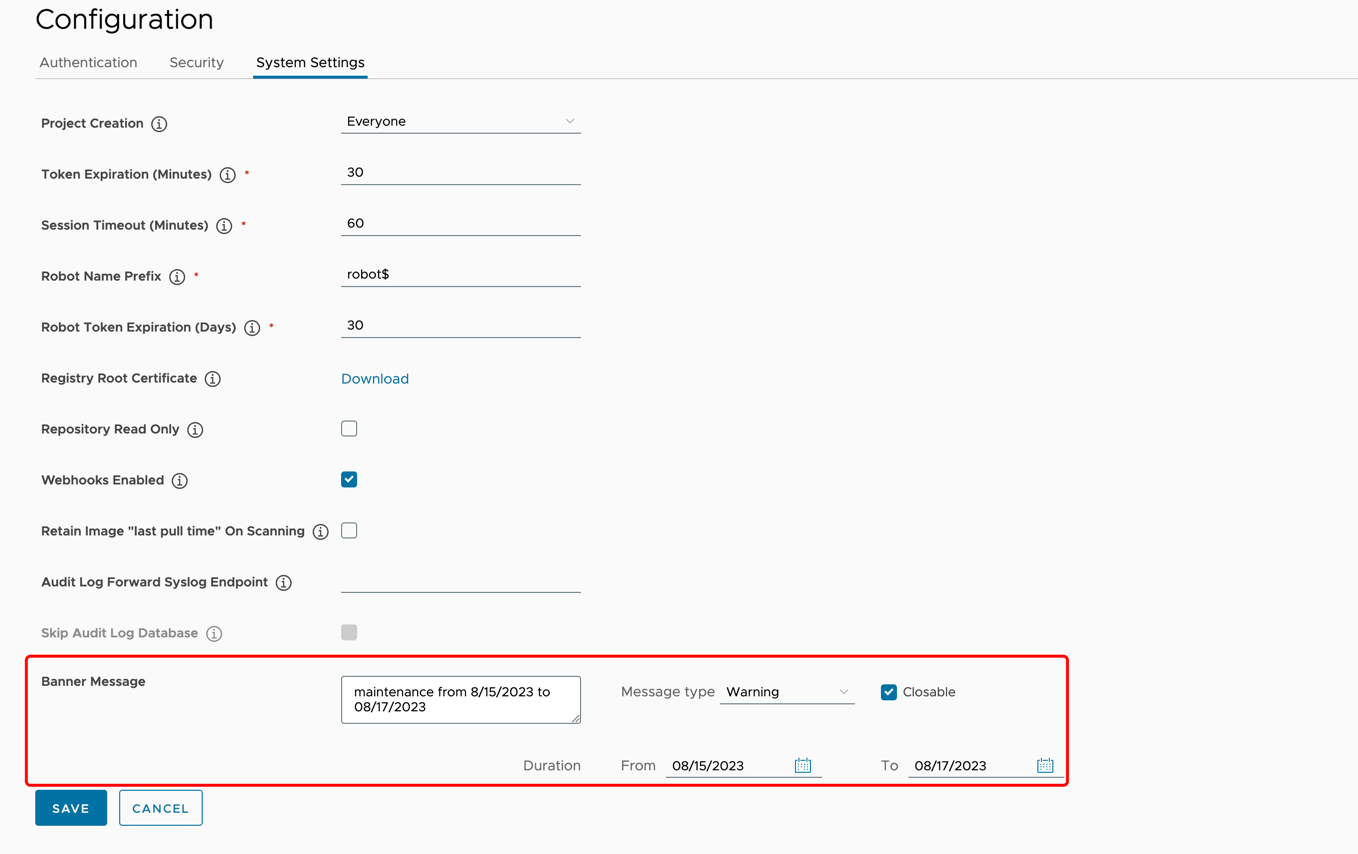 Configuration
Authentication Security System Settings
Project Creation Everyone
Token Expiration (Minutes) * 30
Session Timeout (Minutes) * 60
Robot Name Prefix * robot$
Robot Token Expiration (Days) * 30
Registry Root Certificate Download
Repository Read Only
Webhooks Enabled
Retain Image "last pull time" On Scanning
Audit Log Forward Syslog Endpoint
Skip Audit Log Database
Banner Message
maintenance from 8/15/2023 to
08/17/2023
Message type Warning Closable
Duration From 08/15/2023 To 08/17/2023
SAVE CANCEL